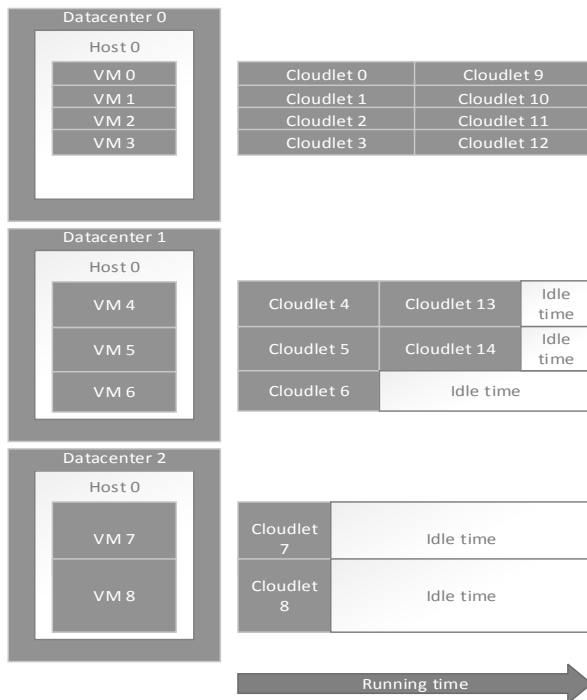 Datacenter 0
Host 0
VM 0
VM 1
VM 2
VM 3
Cloudlet 0 Cloudlet 9
Cloudlet 1 Cloudlet 10
Cloudlet 2 Cloudlet 11
Cloudlet 3 Cloudlet 12
Datacenter 1
Host 0
VM 4
VM 5
VM 6
Cloudlet 4 Cloudlet 13 Idle
time
Cloudlet 5 Cloudlet 14 Idle
time
Cloudlet 6 Idle time
Datacenter 2
Host 0
VM 7
VM 8
Cloudlet
7
Idle time
Cloudlet
8
Idle time
Running time